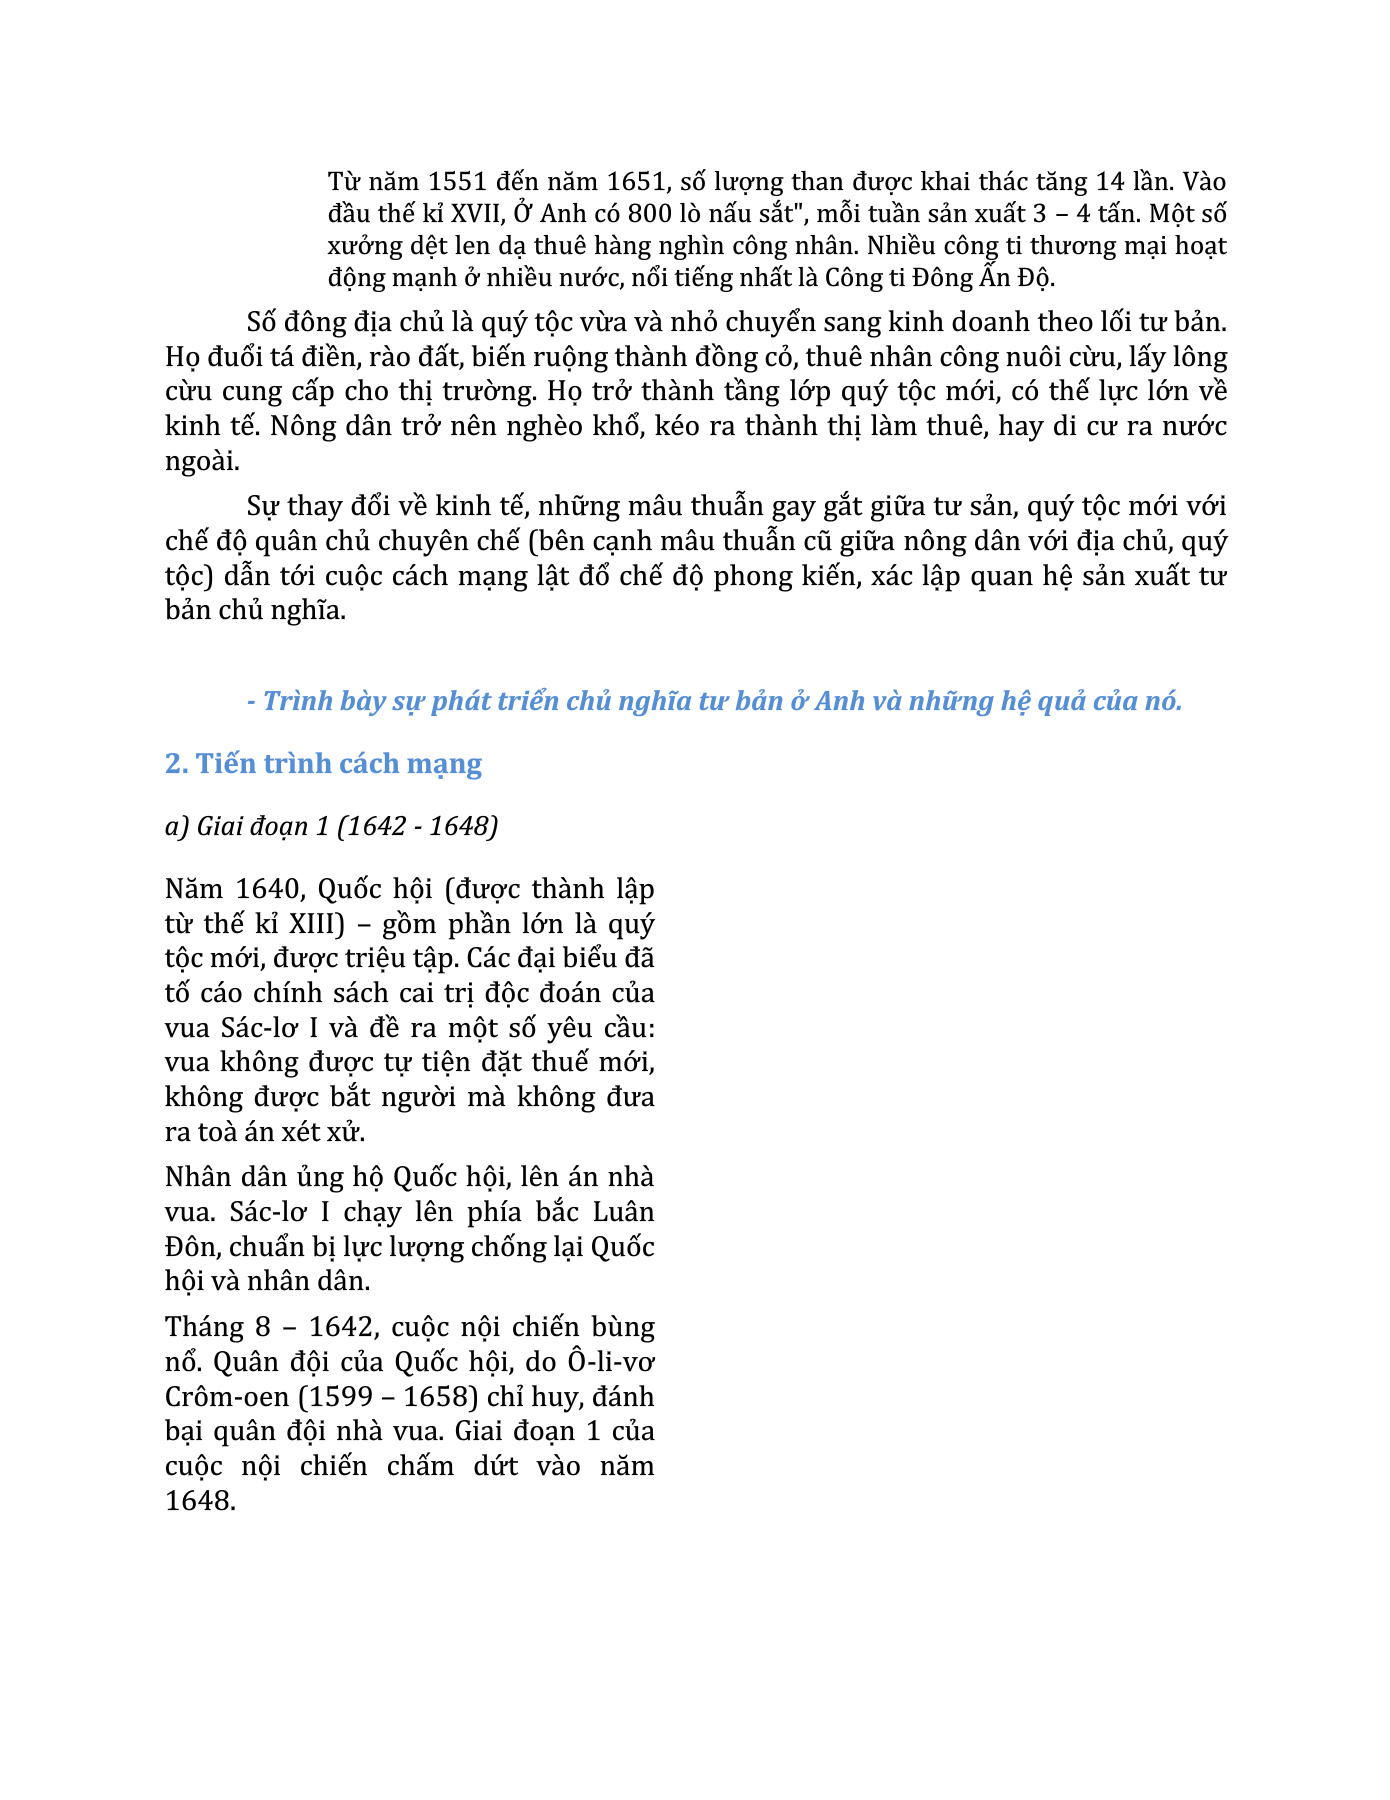 Từ năm 1551 đến năm 1651, số lượng than được khai thác tăng 14 lần. Vào
đầu thế kỉ XVII, Ở Anh có 800 lò nấu sắt", mỗi tuần sản xuất 3 – 4 tấn. Một số
xưởng dệt len dạ thuê hàng nghìn công nhân. Nhiều công ti thương mại hoạt
động mạnh ở nhiều nước, nổi tiếng nhất là Công ti Đông Ấn Độ.
Số đông địa chủ là quý tộc vừa và nhỏ chuyển sang kinh doanh theo lối tư bản.
Họ đuổi tá điền, rào đất, biến ruộng thành đồng cỏ, thuê nhân công nuôi cừu, lấy lông
cừu cung cấp cho thị trường. Họ trở thành tầng lớp quý tộc mới, có thế lực lớn về
kinh tế. Nông dân trở nên nghèo khổ, kéo ra thành thị làm thuê, hay di cư ra nước
ngoài.
Sự thay đổi về kinh tế, những mâu thuẫn gay gắt giữa tư sản, quý tộc mới với
chế độ quân chủ chuyên chế (bên cạnh mâu thuẫn cũ giữa nông dân với địa chủ, quý
tộc) dẫn tới cuộc cách mạng lật đổ chế độ phong kiến, xác lập quan hệ sản xuất tư
bản chủ nghĩa.
- Trình bày sự phát triển chủ nghĩa tư bản ở Anh và những hệ quả của nó.
2. Tiến trình cách mạng
a) Giai đoạn 1 (1642 - 1648)
Năm 1640, Quốc hội (được thành lập
từ thế kỉ XIII) – gồm phần lớn là quý
tộc mới, được triệu tập. Các đại biểu đã
tố cáo chính sách cai trị độc đoán của
vua Sác-lơ I và đề ra một số yêu cầu:
vua không được tự tiện đặt thuế mới,
không được bắt người mà không đưa
ra toà án xét xử.
Nhân dân ủng hộ Quốc hội, lên án nhà
vua. Sác-lơ I chạy lên phía bắc Luân
Đôn, chuẩn bị lực lượng chống lại Quốc
hội và nhân dân.
Tháng 8 – 1642, cuộc nội chiến bùng
nổ. Quân đội của Quốc hội, do Ô-li-vơ
Crôm-oen (1599 – 1658) chỉ huy, đánh
bại quân đội nhà vua. Giai đoạn 1 của
cuộc nội chiến chấm dứt vào năm
1648.